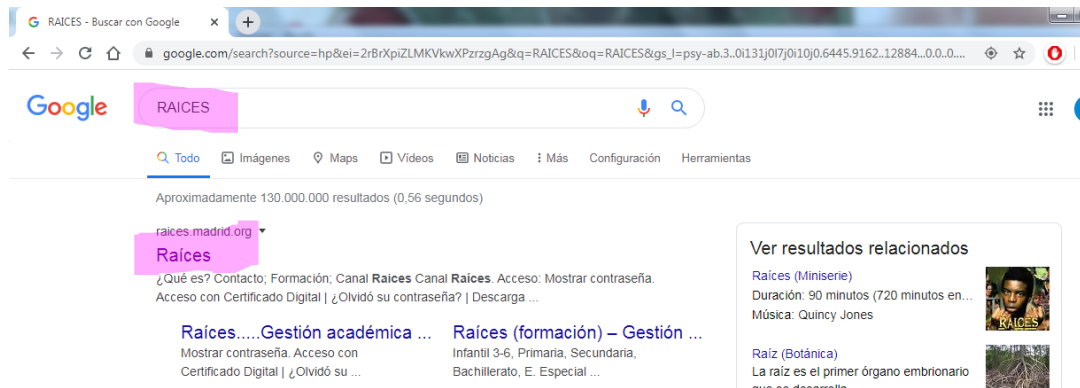 RAICES - Buscar con Google
google.com/search?source=hp&ei=2rBrXpiZLMKVkwXPzrzgAg&q=RAICES&oq=RAICES&gs_l=psy-ab.3..0i131j0l7j0i10j0.6445.9162..12884...0.0..0....
Google
RAICES
Todo Imágenes Maps Vídeos Noticias Más Configuración Herramientas
Aproximadamente 130.000.000 resultados (0,56 segundos)
raices.madrid.org
Raíces
¿Qué es? Contacto; Formación; Canal Raices Canal Raíces. Acceso: Mostrar contraseña.
Acceso con Certificado Digital | ¿Olvidó su contraseña? | Descarga ...
Raíces.....Gestión académica ...
Mostrar contraseña. Acceso con
Certificado Digital | ¿Olvidó su ...
Raíces (formación) – Gestión ...
Infantil 3-6, Primaria, Secundaria,
Bachillerato, E. Especial ...
Ver resultados relacionados
Raíces (Miniserie)
Duración: 90 minutos (720 minutos en...
Música: Quincy Jones
RAICES
Raíz (Botánica)
La raíz es el primer órgano embrionario